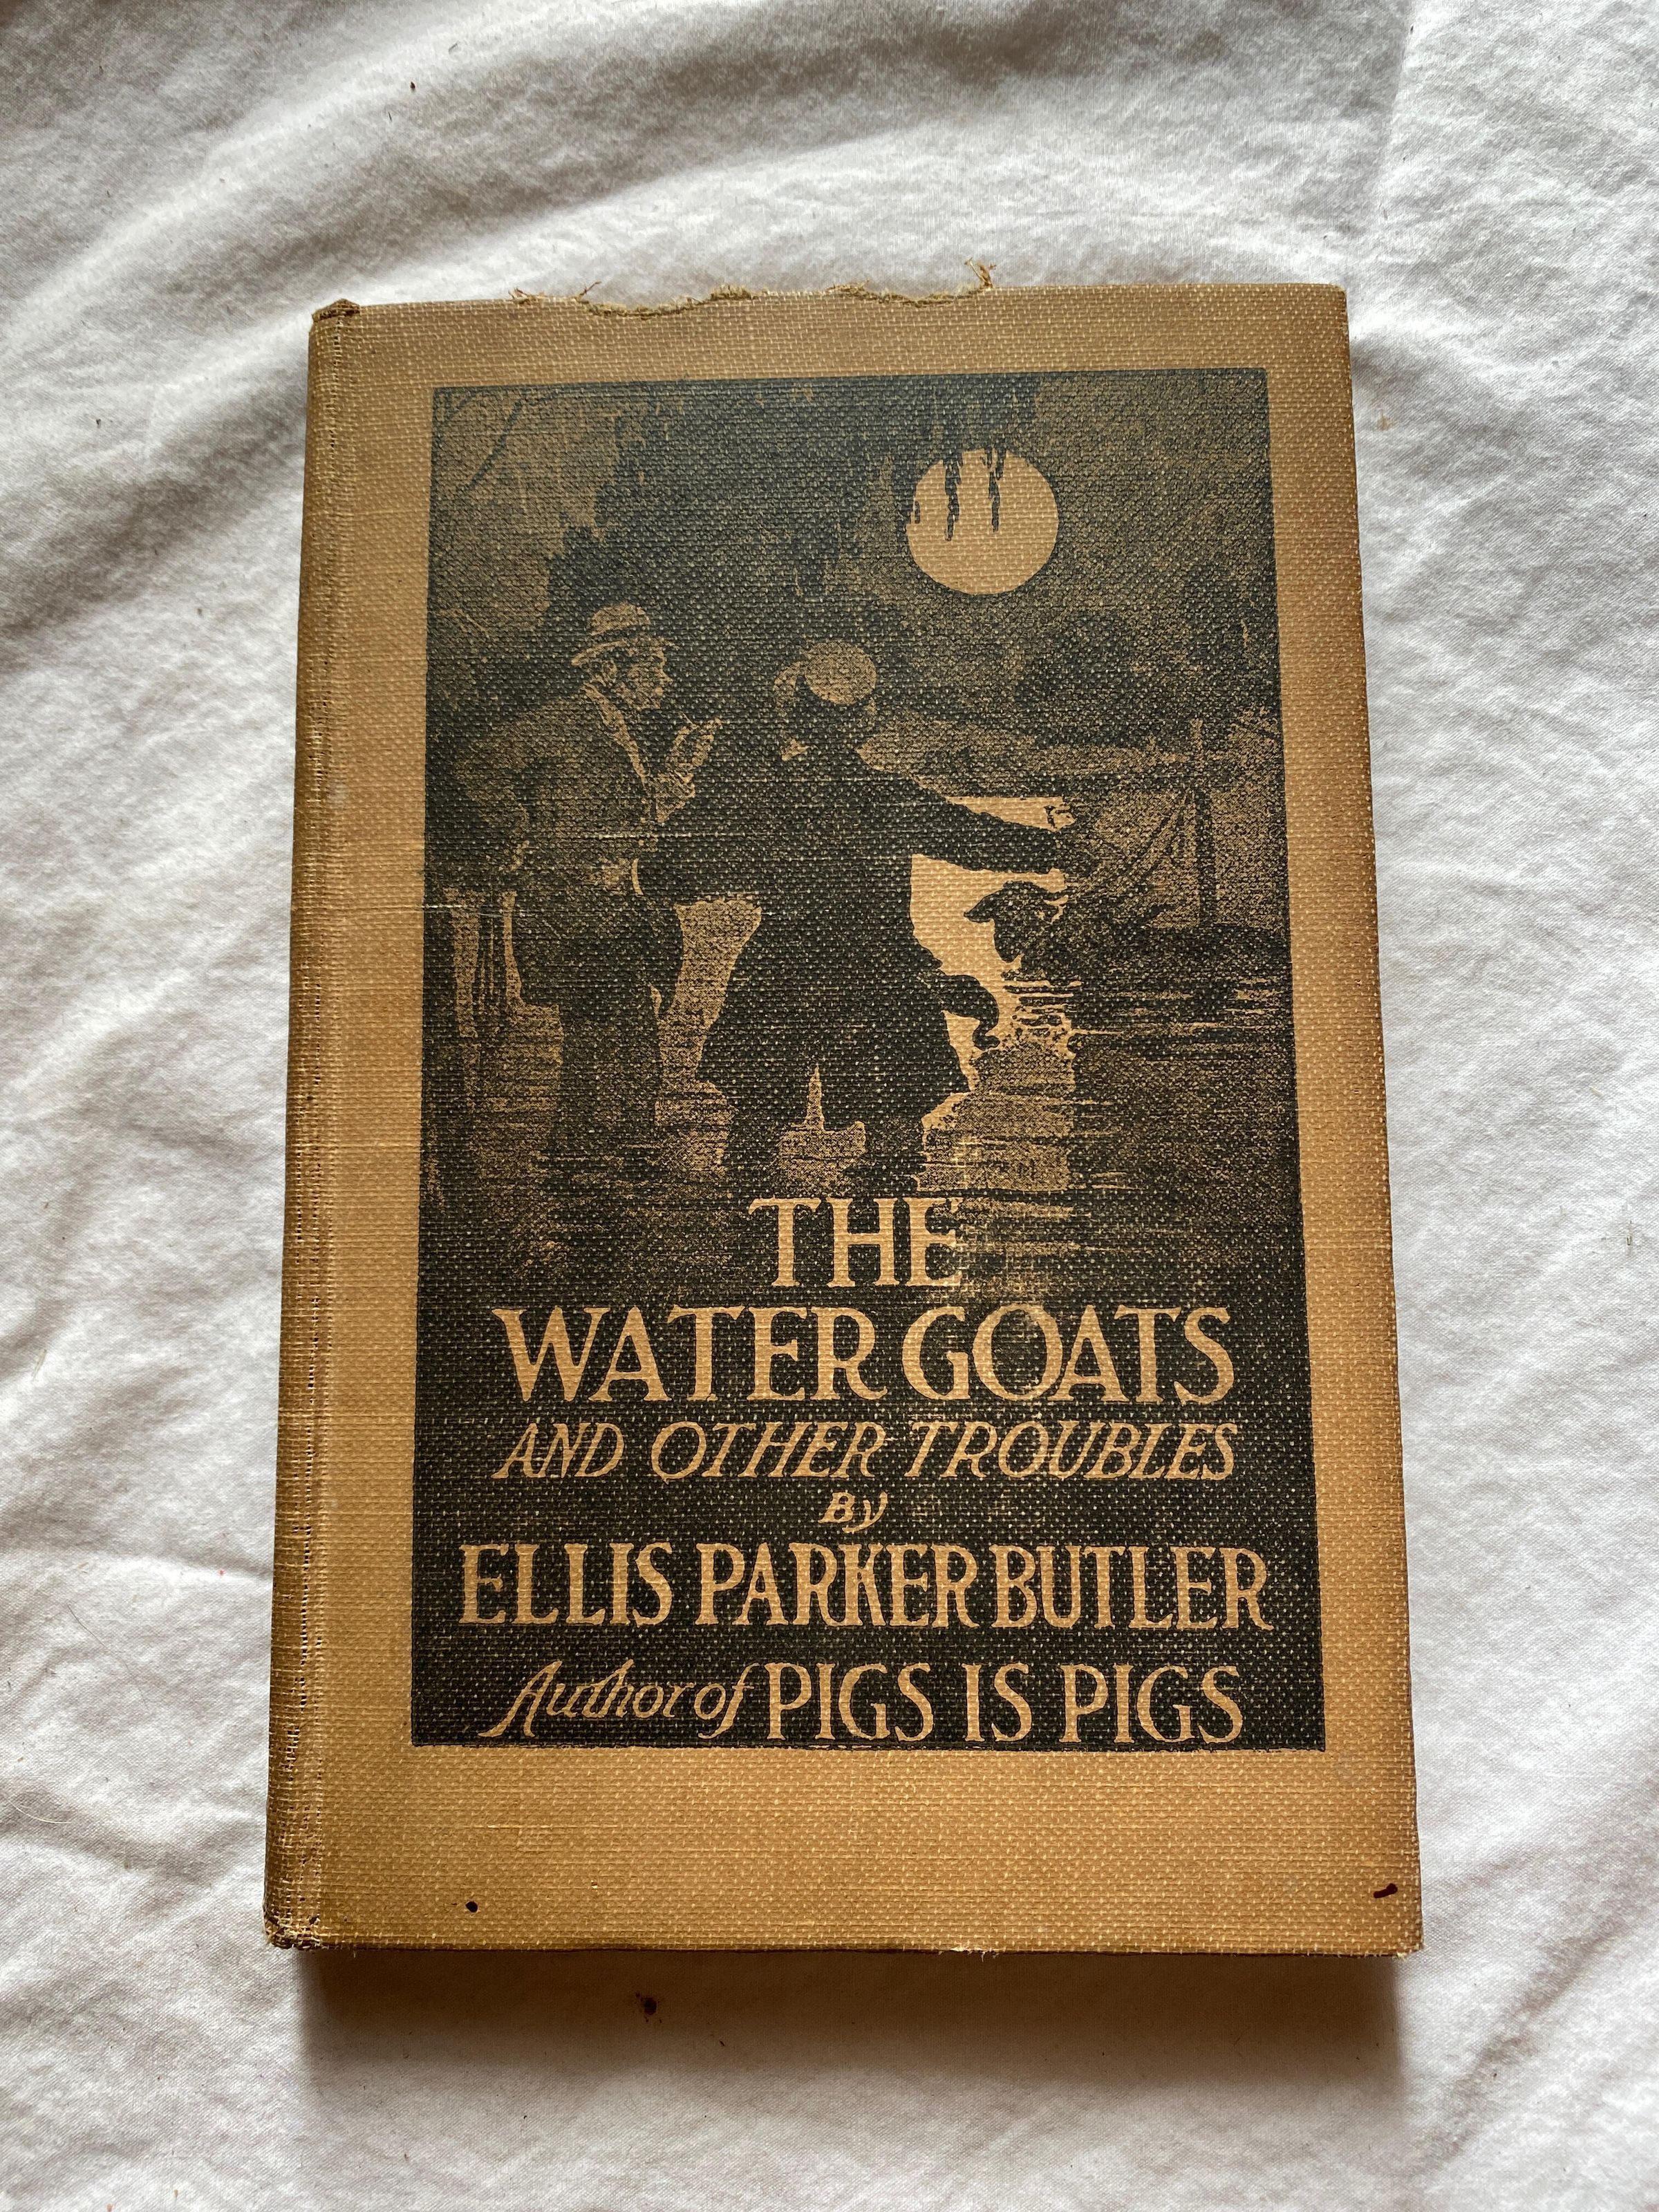 THE
WATER GOATS
AND OTHER TROUBLES
By
ELLIS PARKER BUTLER
Author of PIGS IS PIGS